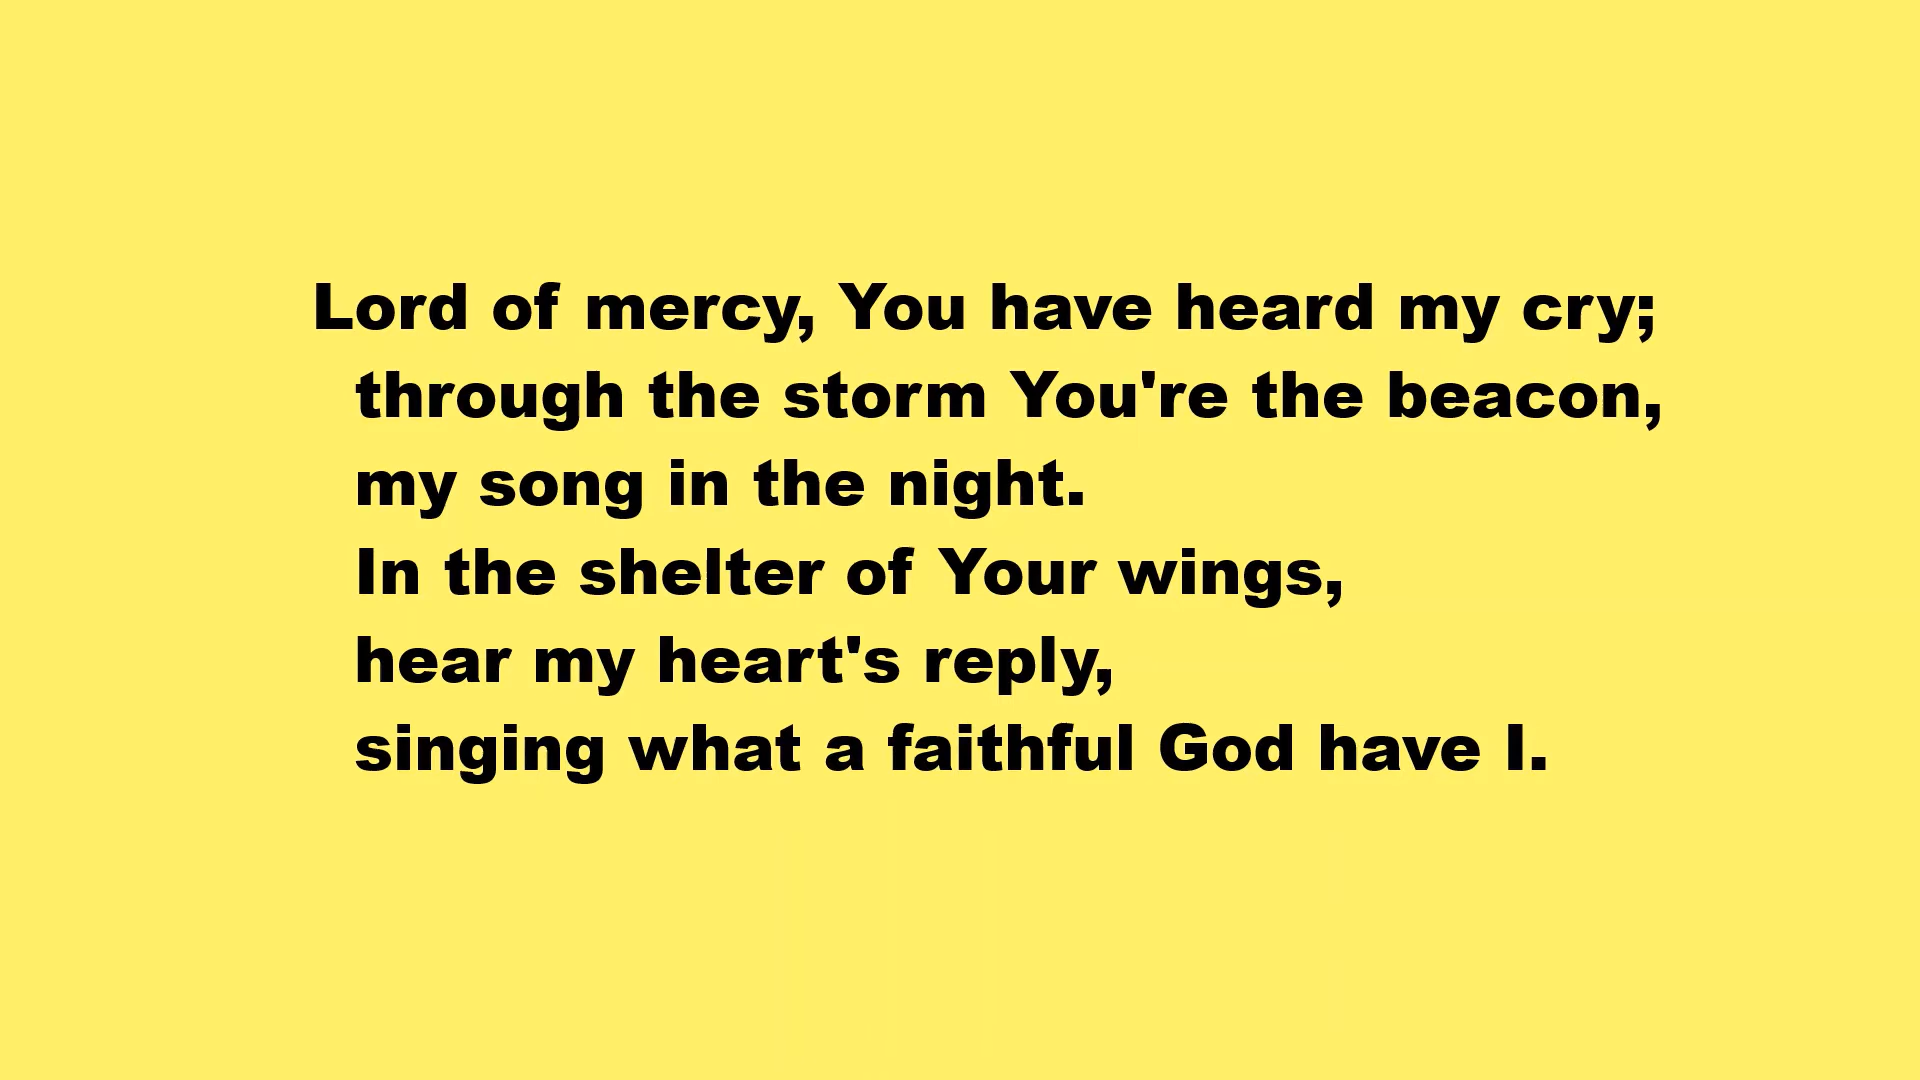 Lord of mercy, You have heard my cry;
through the storm You're the beacon,
my song in the night.
In the shelter of Your wings,
hear my heart's reply,
singing what a faithful God have I.